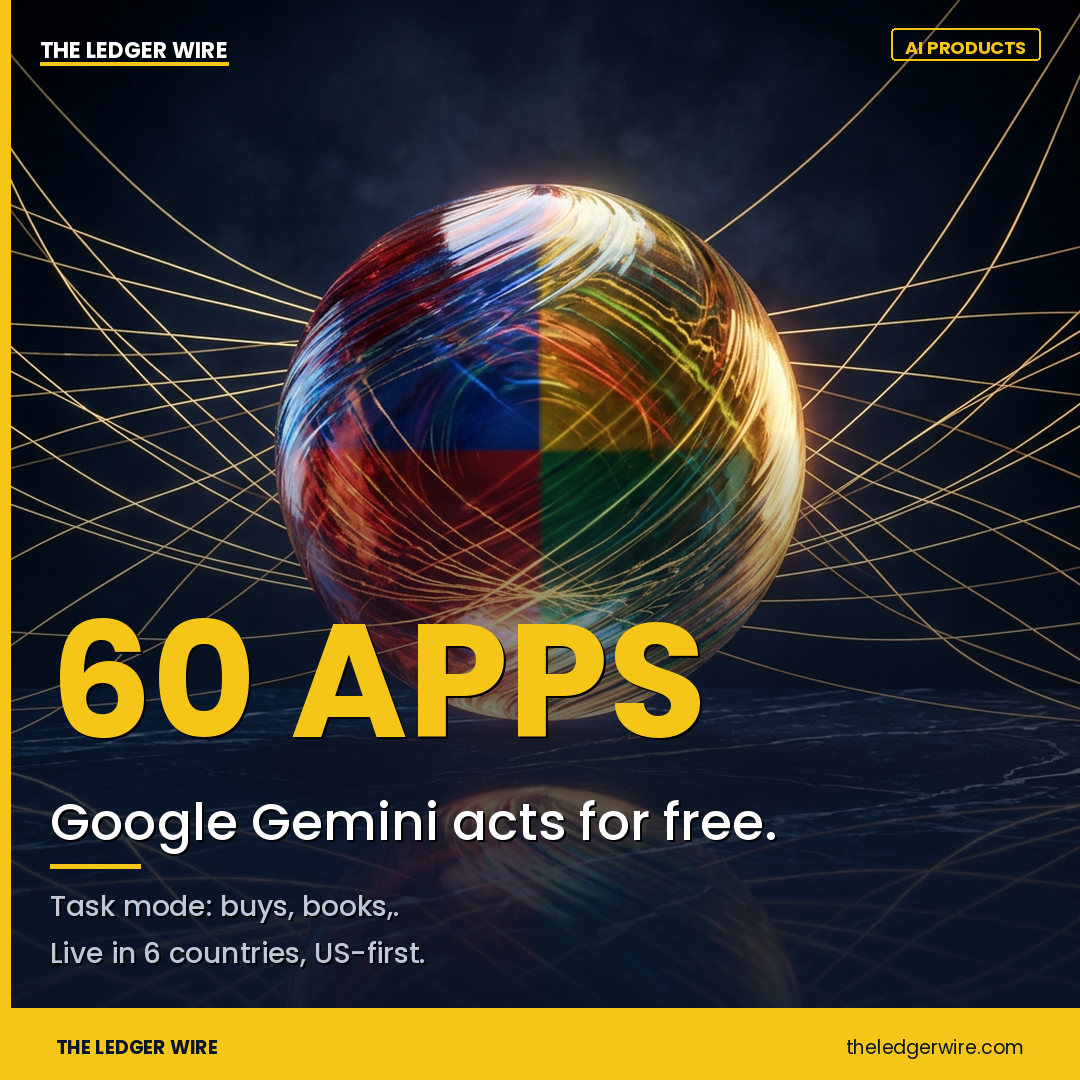 THE LEDGER WIRE
AI PRODUCTS
60 APPS
Google Gemini acts for free.
Task mode: buys, books,.
Live in 6 countries, US-first.
THE LEDGER WIRE
theledgerwire.com